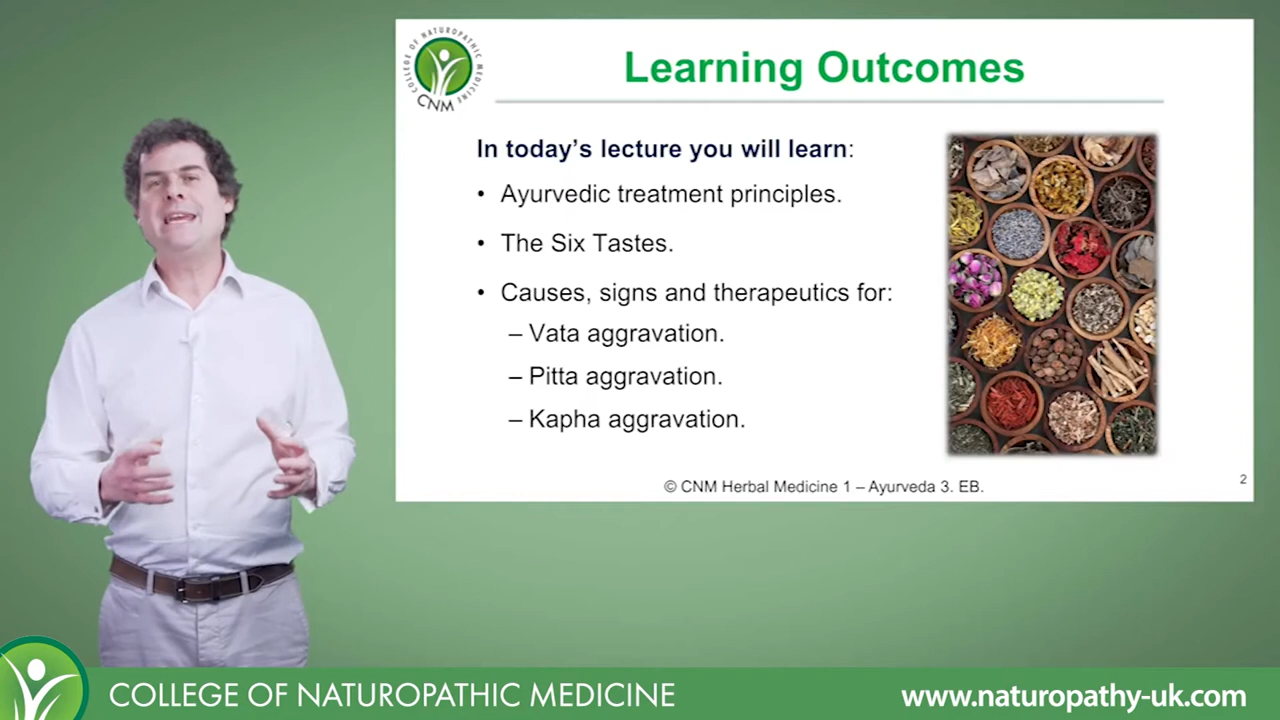 COLLEGE OF NATUROPATHIC MEDICINE
CNM
Learning Outcomes
In today's lecture you will learn:
• Ayurvedic treatment principles.
• The Six Tastes.
• Causes, signs and therapeutics for:
– Vata aggravation.
– Pitta aggravation.
– Kapha aggravation.
© CNM Herbal Medicine 1 – Ayurveda 3. EB.
2
COLLEGE OF NATUROPATHIC MEDICINE
www.naturopathy-uk.com